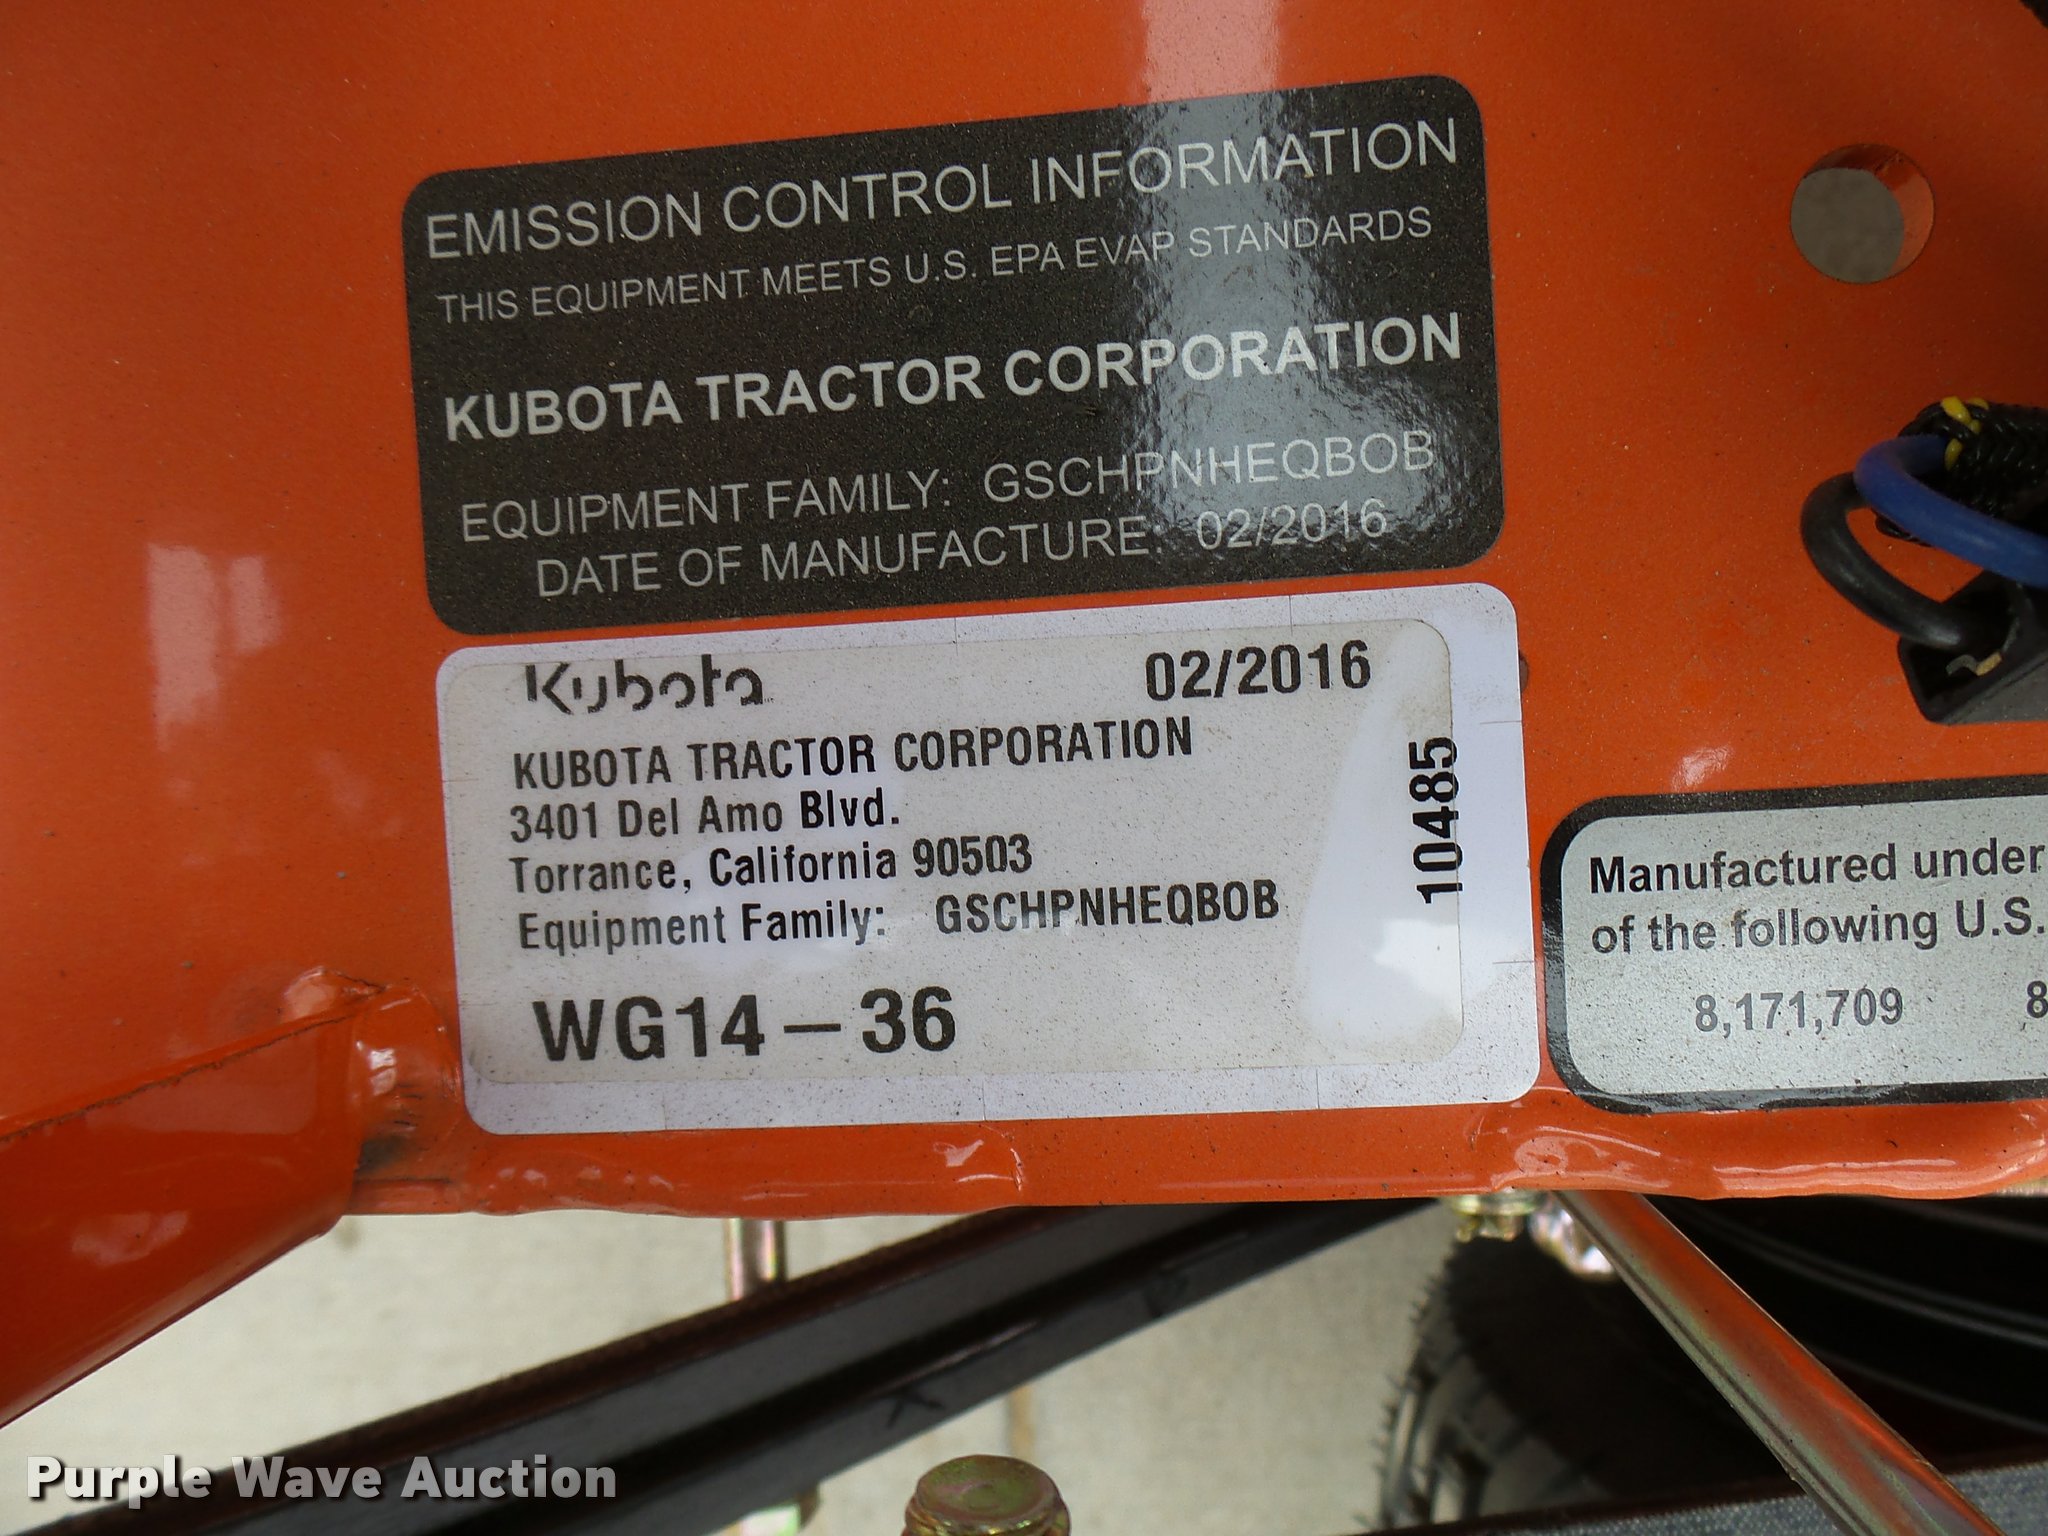 EMISSION CONTROL INFORMATION
THIS EQUIPMENT MEETS U.S. EPA EVAP STANDARDS
KUBOTA TRACTOR CORPORATION
EQUIPMENT FAMILY: GSCHPNHEQBOB
DATE OF MANUFACTURE: 02/2016
Kubota 02/2016
KUBOTA TRACTOR CORPORATION
3401 Del Amo Blvd.
Torrance, California 90503
Equipment Family: GSCHPNHEQBOB
WG14-36
10485
Manufactured under
of the following U.S.
8,171,709 8
Purple Wave Auction